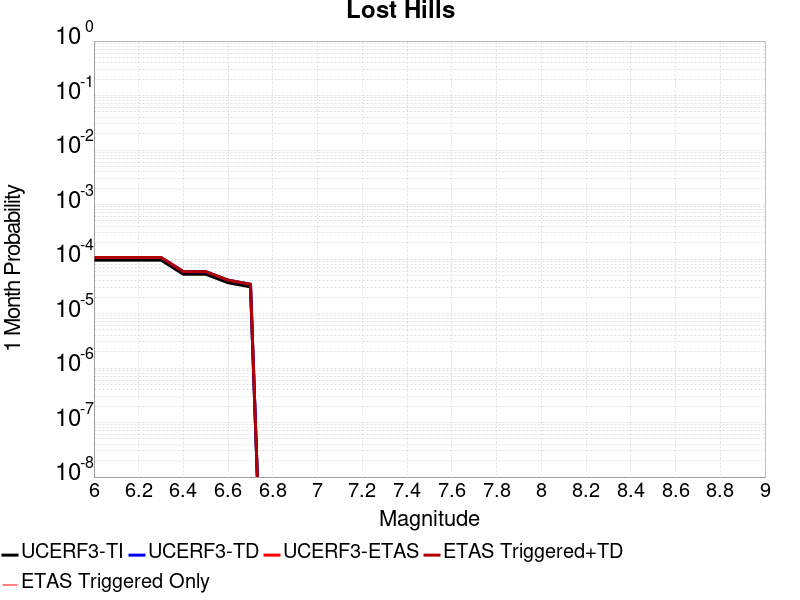 Lost Hills
1 Month Probability
10^0
10^-1
10^-2
10^-3
10^-4
10^-5
10^-6
10^-7
10^-8
6 6.2 6.4 6.6 6.8 7 7.2 7.4 7.6 7.8 8 8.2 8.4 8.6 8.8 9
Magnitude
UCERF3-TI UCERF3-TD UCERF3-ETAS ETAS Triggered+TD
ETAS Triggered Only